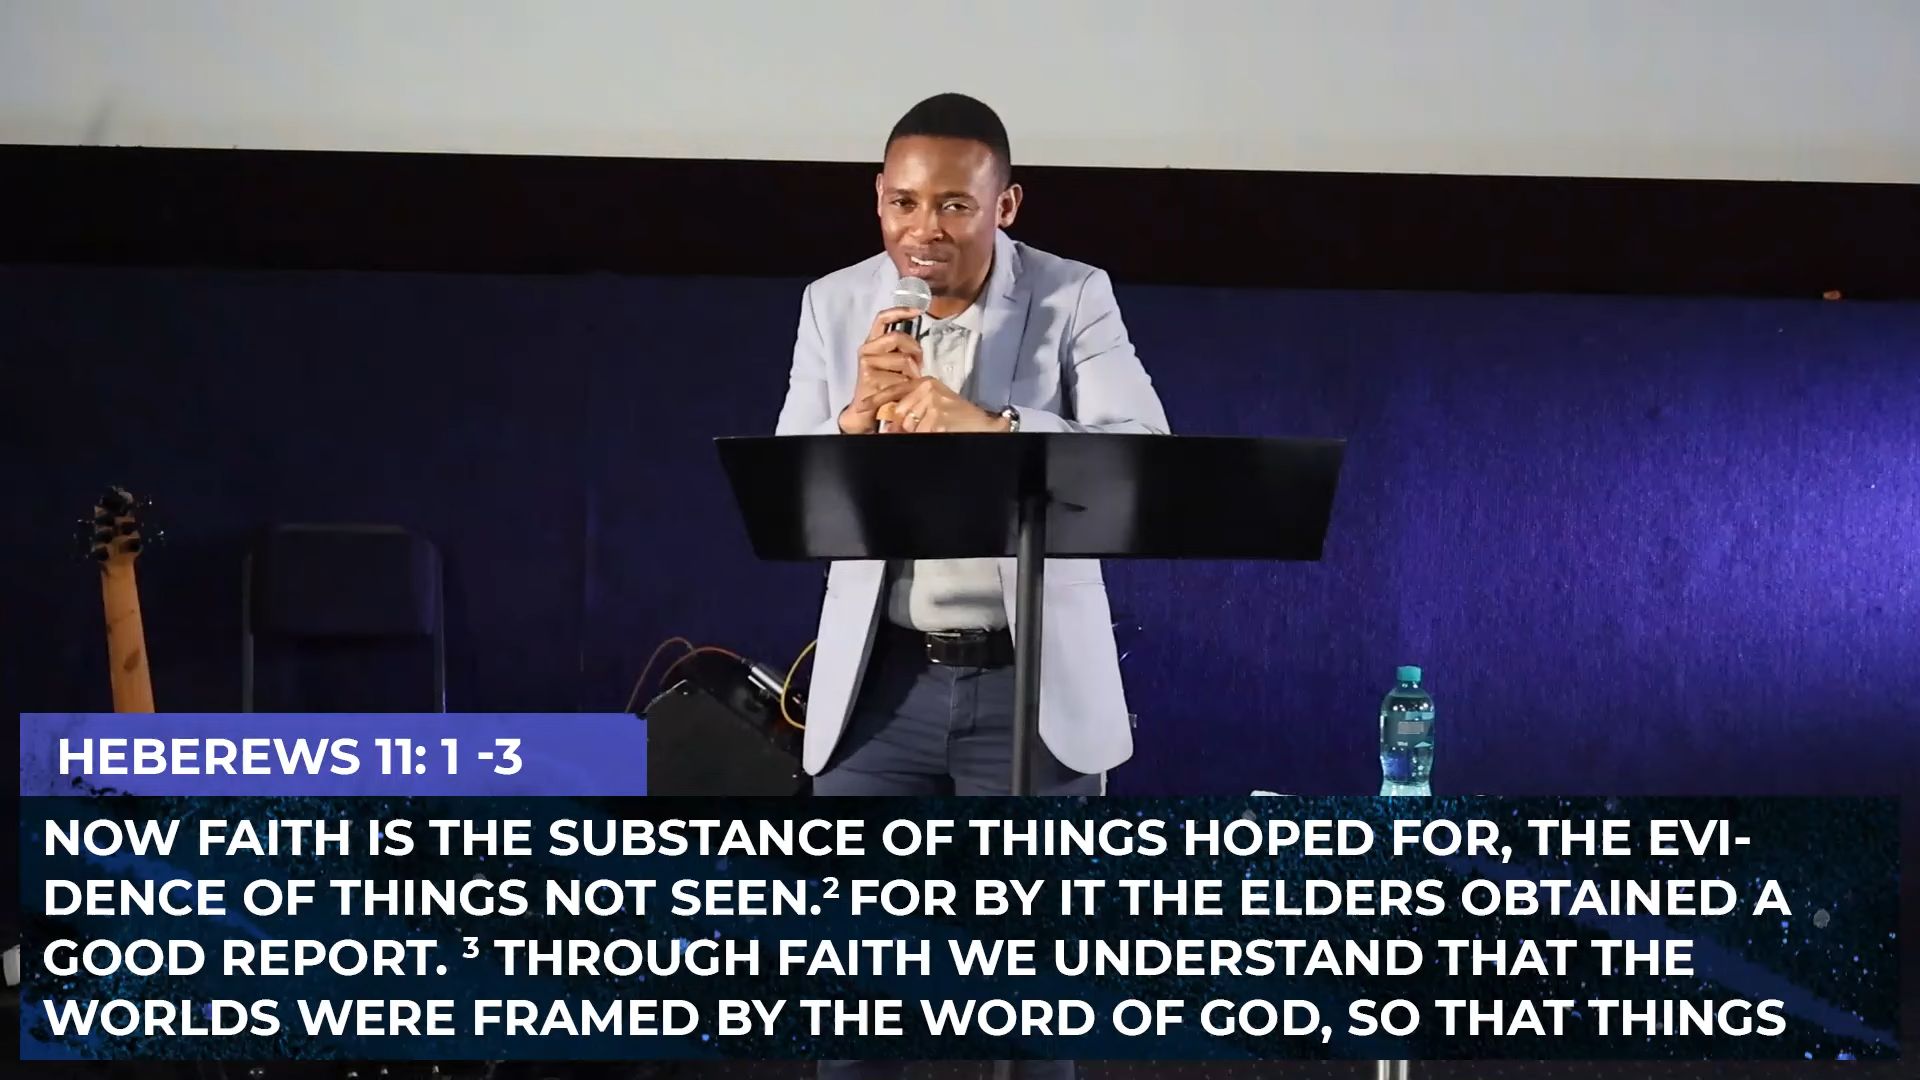 HEBEREWS 11: 1 -3
NOW FAITH IS THE SUBSTANCE OF THINGS HOPED FOR, THE EVI-
DENCE OF THINGS NOT SEEN.² FOR BY IT THE ELDERS OBTAINED A
GOOD REPORT. ³ THROUGH FAITH WE UNDERSTAND THAT THE
WORLDS WERE FRAMED BY THE WORD OF GOD, SO THAT THINGS